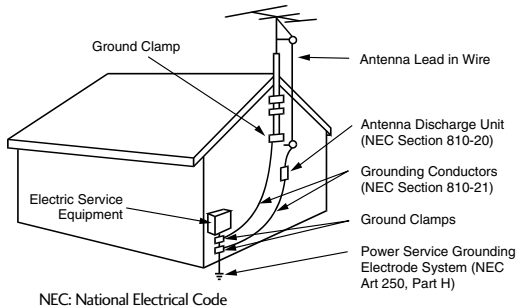 Ground Clamp
Antenna Lead in Wire
Antenna Discharge Unit
(NEC Section 810-20)
Grounding Conductors
(NEC Section 810-21)
Electric Service
Equipment
Ground Clamps
Power Service Grounding
Electrode System (NEC
Art 250, Part H)
NEC: National Electrical Code